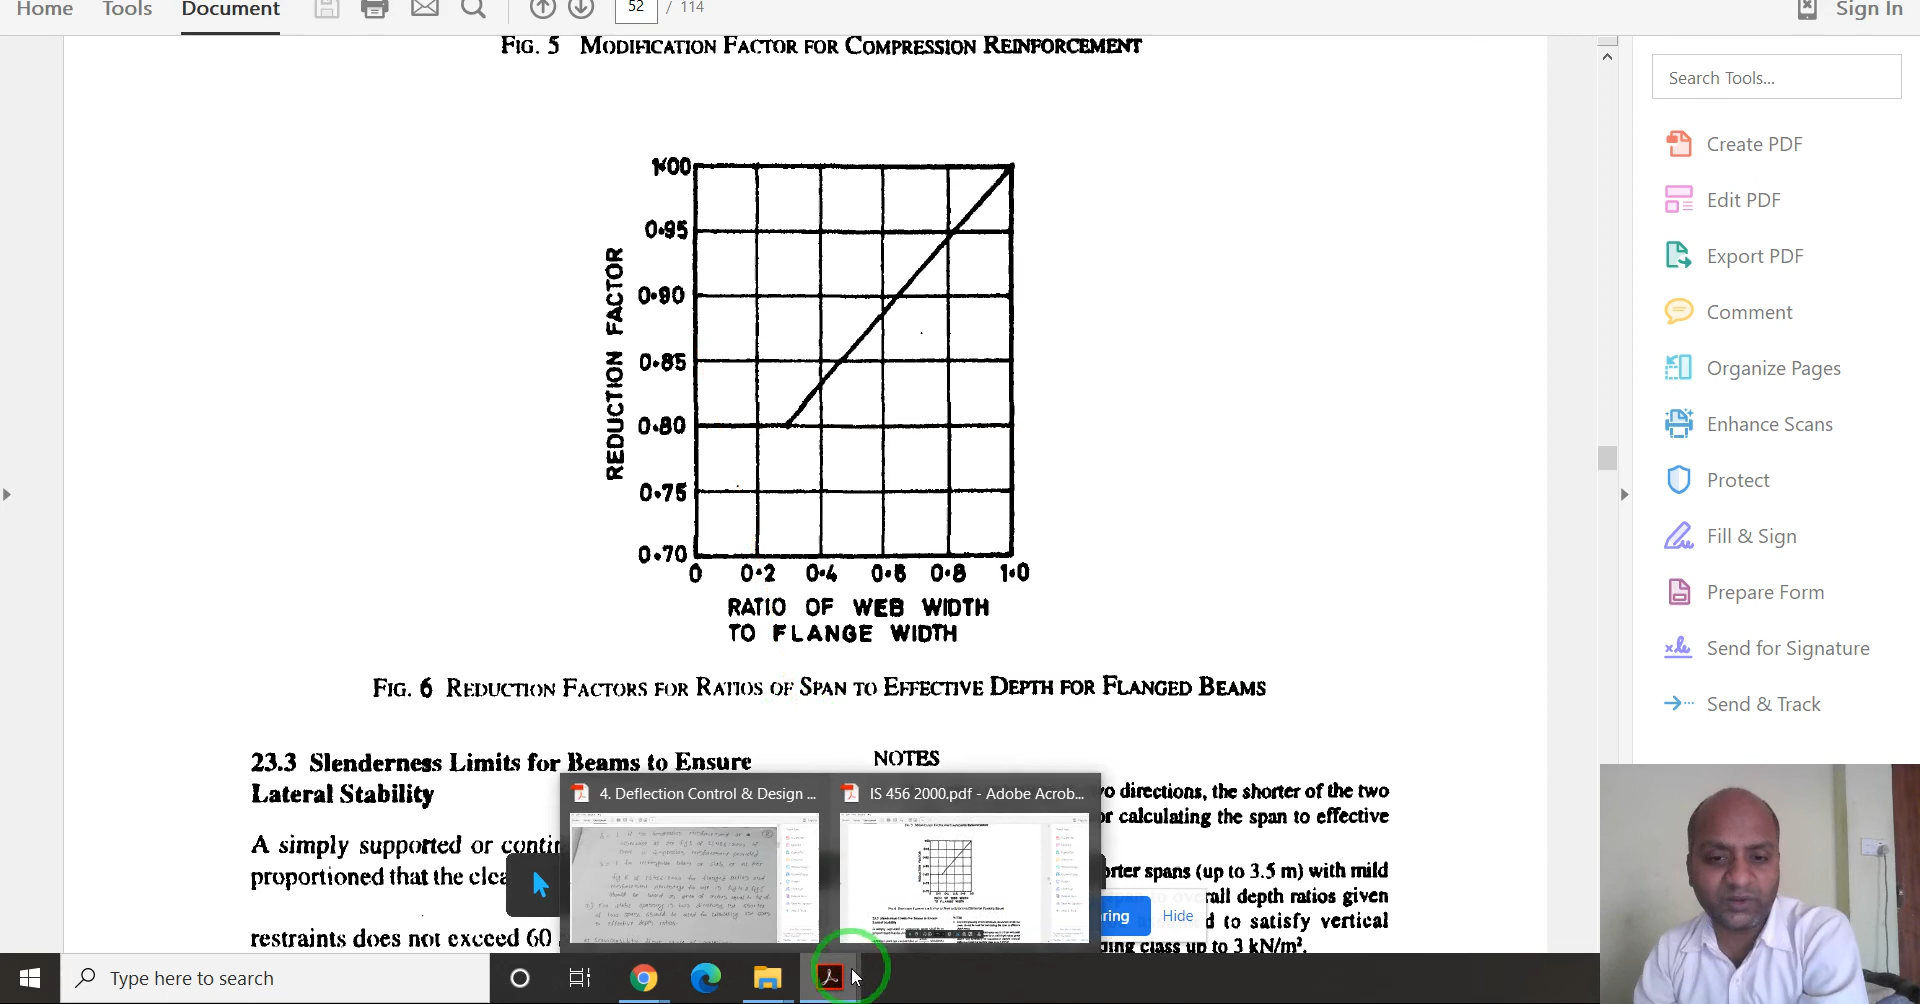 Home Tools Document 52 / 114 Sign In
FIG. 5 MODIFICATION FACTOR FOR COMPRESSION REINFORCEMENT
Search Tools...
Create PDF
Edit PDF
Export PDF
Comment
Organize Pages
Enhance Scans
Protect
Fill & Sign
Prepare Form
Send for Signature
Send & Track
1.00
0.95
0.90
0.85
0.80
0.75
0.70
REDUCTION FACTOR
0 0.2 0.4 0.6 0.8 1.0
RATIO OF WEB WIDTH
TO FLANGE WIDTH
FIG. 6 REDUCTION FACTORS FOR RATIOS OF SPAN TO EFFECTIVE DEPTH FOR FLANGED BEAMS
23.3 Slenderness Limits for Beams to Ensure
Lateral Stability
A simply supported or
proportioned that the
restraints does not exceed 60
NOTES
directions, the shorter of the two
calculating the span to effective
spans (up to 3.5 m) with mild
overall depth ratios given
to satisfy vertical
class up to 3 kN/m².
4. Deflection Control & Design ...
IS 456 2000.pdf - Adobe Acrob...
Hide
Type here to search